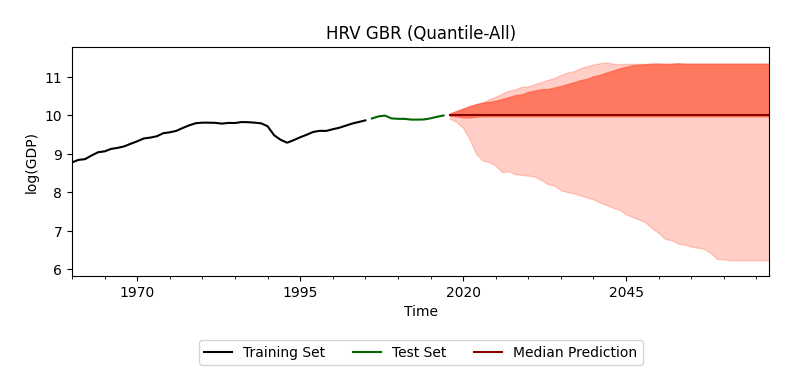 HRV GBR (Quantile-All)
11
10
9
8
7
6
log(GDP)
1970 1995 2020 2045
Time
Training Set Test Set Median Prediction